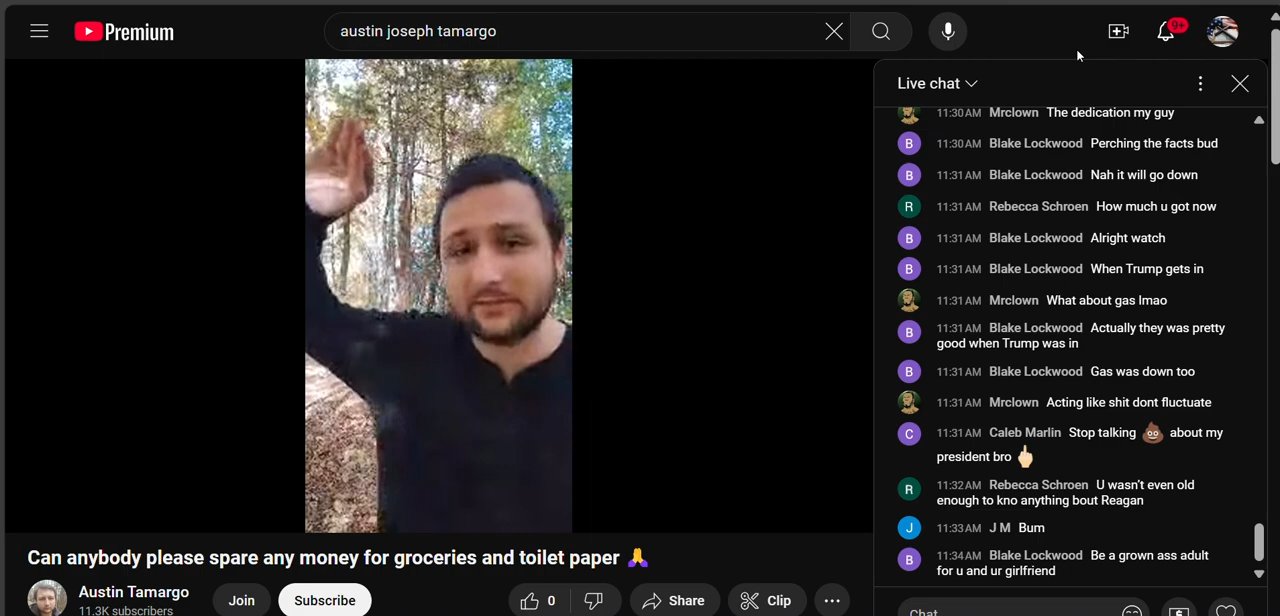 Premium
austin joseph tamargo
9+
Live chat
11:30 AM Mrclown The dedication my guy
11:30 AM Blake Lockwood Perching the facts bud
11:31 AM Blake Lockwood Nah it will go down
11:31 AM Rebecca Schroen How much u got now
11:31 AM Blake Lockwood Alright watch
11:31 AM Blake Lockwood When Trump gets in
11:31 AM Mrclown What about gas lmao
11:31 AM Blake Lockwood Actually they was pretty
good when Trump was in
11:31 AM Blake Lockwood Gas was down too
11:31 AM Mrclown Acting like shit dont fluctuate
11:31 AM Caleb Marlin Stop talking 💩 about my
president bro 🖕🏻
11:32 AM Rebecca Schroen U wasn't even old
enough to kno anything bout Reagan
11:33 AM J M Bum
11:34 AM Blake Lockwood Be a grown ass adult
for u and ur girlfriend
Chat
B
B
R
B
B
B
B
C
R
J
B
Can anybody please spare any money for groceries and toilet paper 🙏
Austin Tamargo
11.3K subscribers
Join
Subscribe
0
Share
Clip